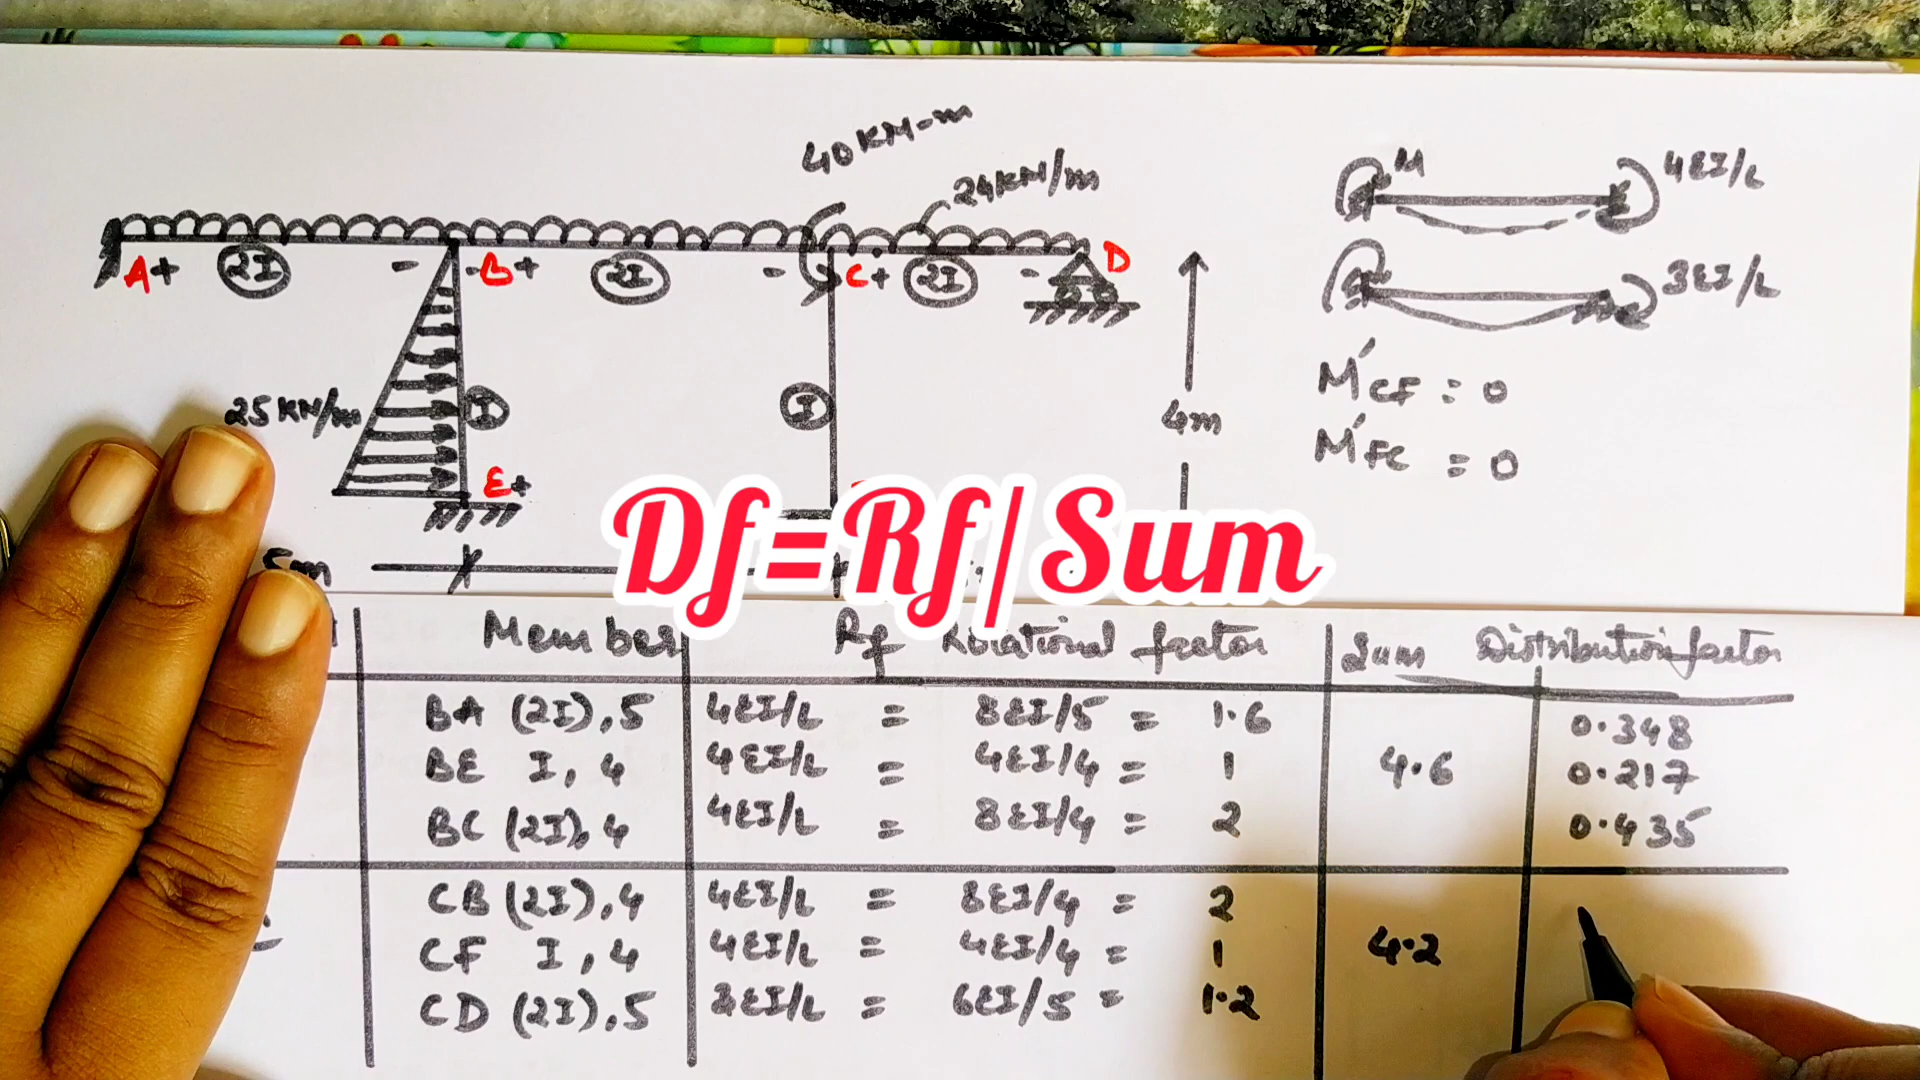 40 KN-m
24KN/m
A+ 2I - -B+ 2I - C+ 2I - D
M 4EI/L
3EI/L
25 KN/m I I 4m
M'CF = 0
M'FC = 0
E+
Df=Rf/Sum
5m
Member Rf Rotational factor Sum Distribution factor
BA (2I), 5 4EI/L = 8EI/5 = 1.6 0.348
BE I, 4 4EI/L = 4EI/4 = 1 4.6 0.217
BC (2I), 4 4EI/L = 8EI/4 = 2 0.435
CB (2I), 4 4EI/L = 8EI/4 = 2
CF I, 4 4EI/L = 4EI/4 = 1 4.2
CD (2I), 5 3EI/L = 6EI/5 = 1.2